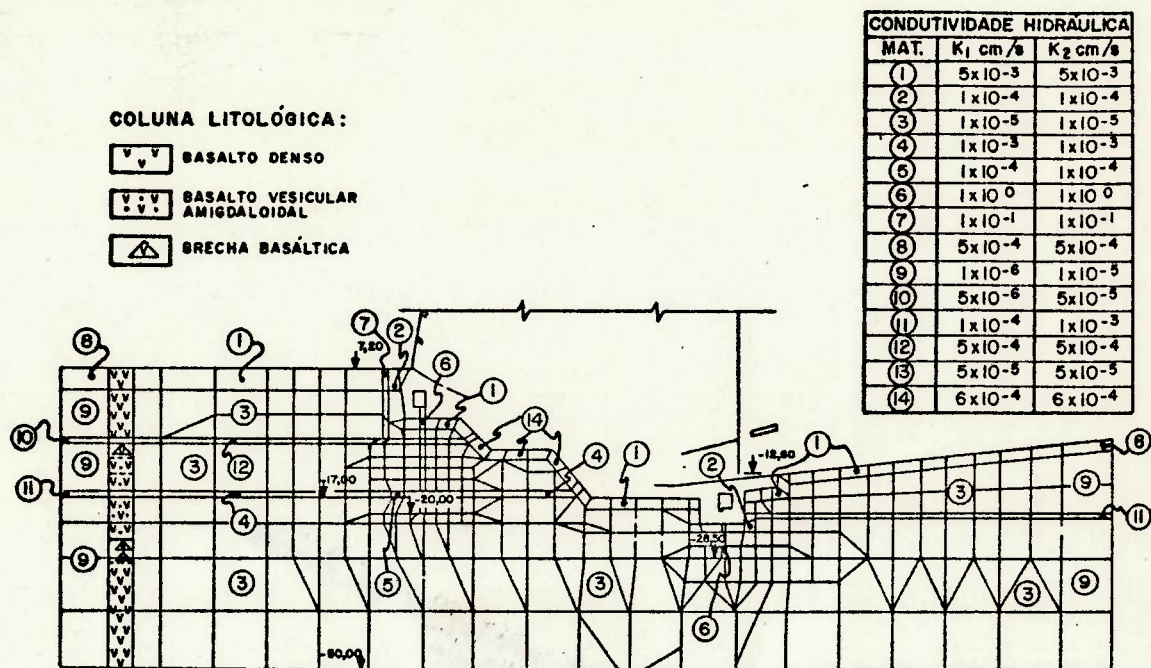 CONDUTIVIDADE HIDRÁULICA
MAT. K1 cm/s K2 cm/s
1 5x10-3 5x10-3
2 1x10-4 1x10-4
3 1x10-5 1x10-5
4 1x10-3 1x10-3
5 1x10-4 1x10-4
6 1x10 0 1x10 0
7 1x10-1 1x10-1
8 5x10-4 5x10-4
9 1x10-6 1x10-5
10 5x10-6 5x10-5
11 1x10-4 1x10-3
12 5x10-4 5x10-4
13 5x10-5 5x10-5
14 6x10-4 6x10-4
COLUNA LITOLÓGICA:
BASALTO DENSO
BASALTO VESICULAR
AMIGDALOIDAL
BRECHA BASÁLTICA
8 1 7 2 6 1 14 4 1 2 1 8
7,20
-12,60
9 3 9
10 9 3 12 3
11 -17,00 -20,00 11
4
9 3 5 3 -28,50 3 9
6
-50,00